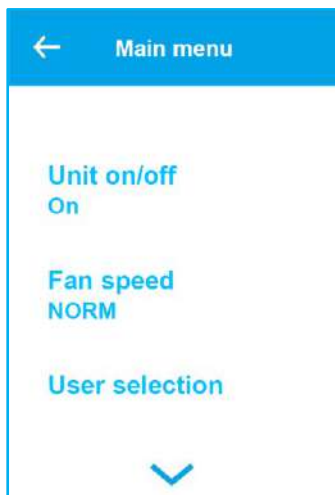 Main menu
Unit on/off
On
Fan speed
NORM
User selection